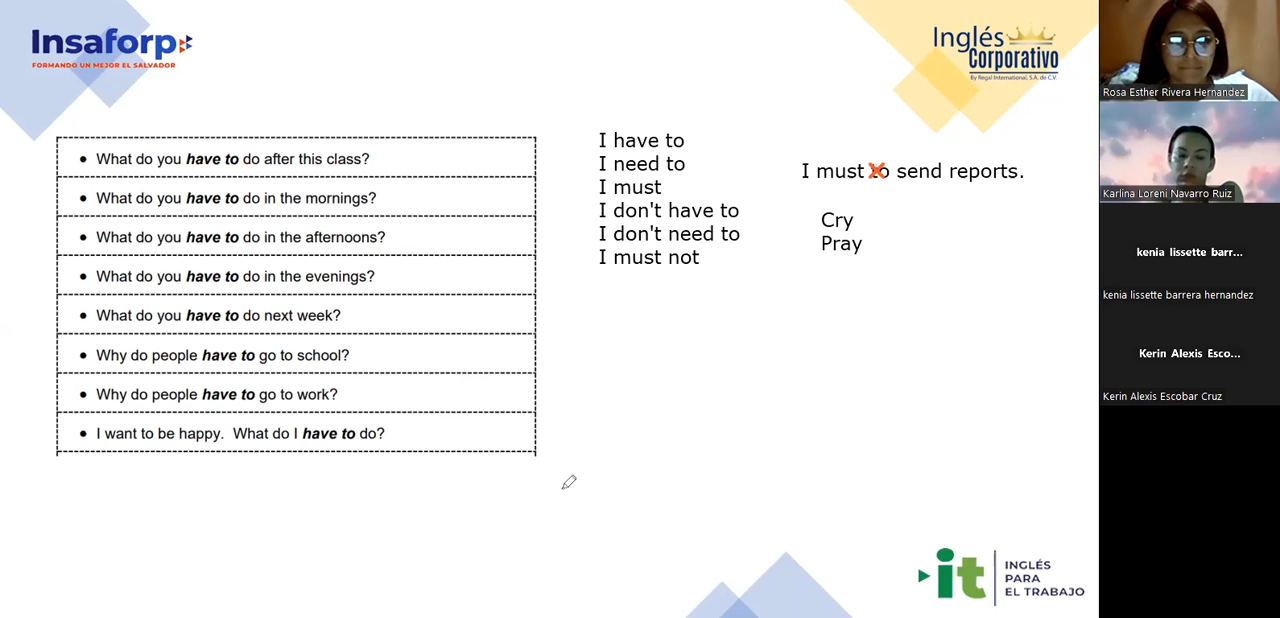 Insaforp
FORMANDO UN MEJOR EL SALVADOR
Inglés
Corporativo
By Regal International, S.A. de C.V.
• What do you have to do after this class?
• What do you have to do in the mornings?
• What do you have to do in the afternoons?
• What do you have to do in the evenings?
• What do you have to do next week?
• Why do people have to go to school?
• Why do people have to go to work?
• I want to be happy.  What do I have to do?
I have to
I need to
I must
I don't have to
I don't need to
I must not
I must to send reports.
Cry
Pray
it
INGLÉS
PARA
EL TRABAJO
Rosa Esther Rivera Hernandez
Karlina Loreni Navarro Ruiz
kenia lissette barr...
kenia lissette barrera hernandez
Kerin Alexis Esco...
Kerin Alexis Escobar Cruz